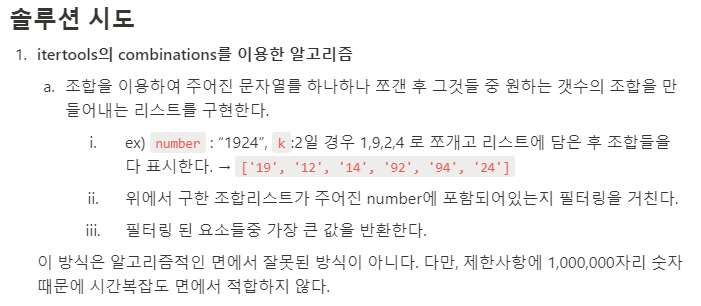 솔루션 시도
1. itertools의 combinations를 이용한 알고리즘
a. 조합을 이용하여 주어진 문자열를 하나하나 쪼갠 후 그것들 중 원하는 갯수의 조합을 만
들어내는 리스트를 구현한다.
i. ex) number : “1924”, k:2일 경우 1,9,2,4 로 쪼개고 리스트에 담은 후 조합들을
다 표시한다. → ['19', '12', '14', '92', '94', '24']
ii. 위에서 구한 조합리스트가 주어진 number에 포함되어있는지 필터링을 거친다.
iii. 필터링 된 요소들중 가장 큰 값을 반환한다.
이 방식은 알고리즘적인 면에서 잘못된 방식이 아니다. 다만, 제한사항에 1,000,000자리 숫자
때문에 시간복잡도 면에서 적합하지 않다.